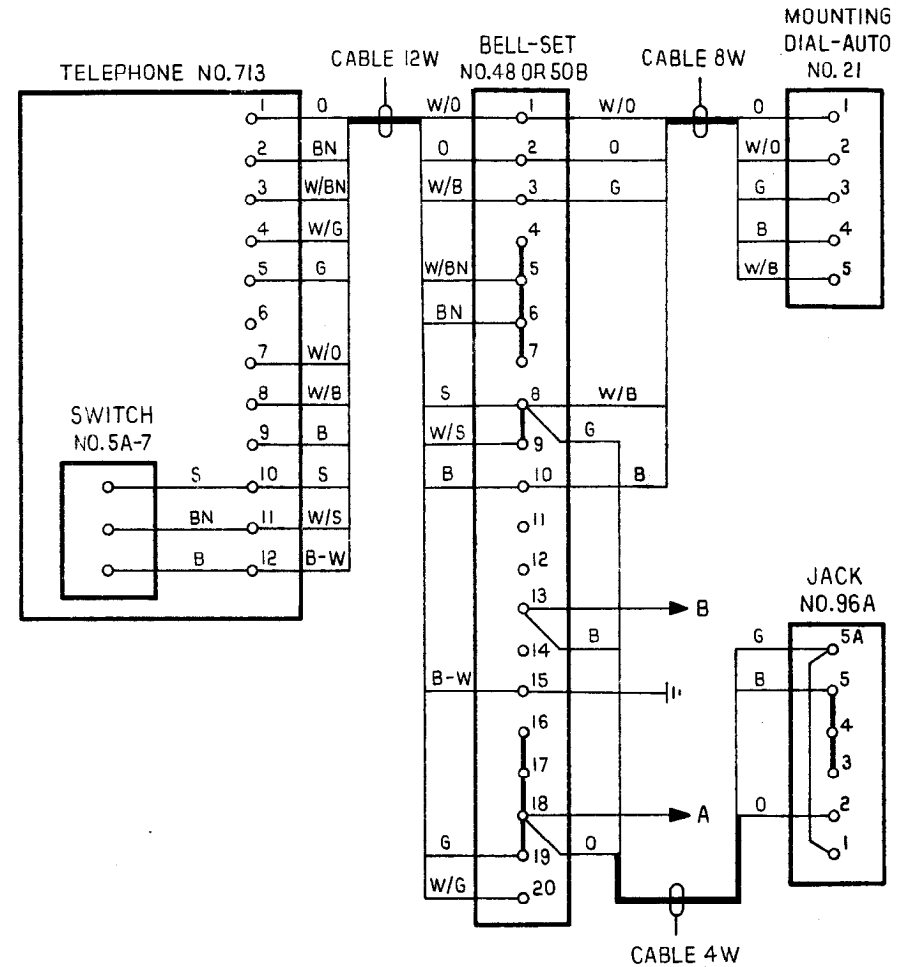 MOUNTING
DIAL-AUTO
NO. 21
BELL-SET
NO.48 OR 50B
CABLE 12W
CABLE 8W
TELEPHONE NO.713
1 O
2 BN
3 W/BN
4 W/G
5 G
6
7 W/O
8 W/B
9 B
10 S
11 W/S
12 B-W
SWITCH
NO.5A-7
S
BN
B
W/O 1 W/O
O 2 O
W/B 3 G
4
W/BN 5
BN 6
7
S 8 W/B
G
W/S 9
B 10 B
11
12
13 B
B
14
B-W 15
16
17
18 A
O
G 19
W/G 20
O 1
W/O 2
G 3
B 4
W/B 5
JACK
NO.96A
G 5A
B 5
4
3
O 2
1
CABLE 4W